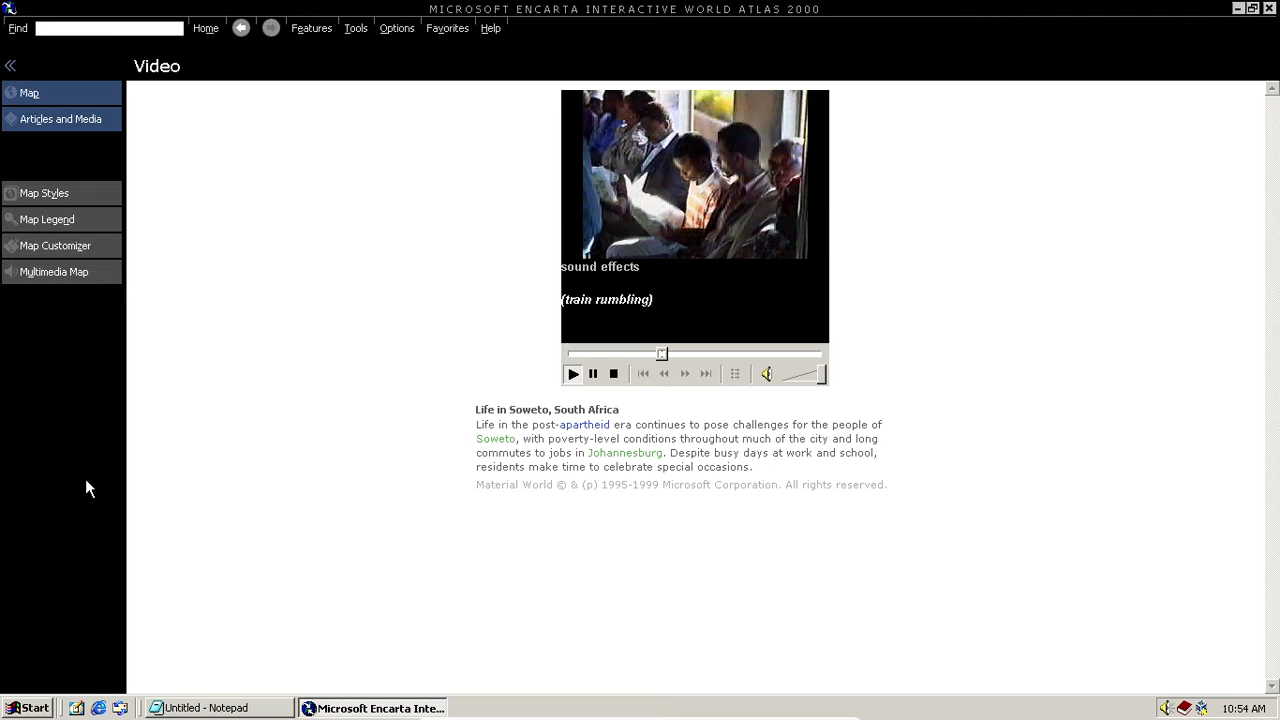 MICROSOFT ENCARTA INTERACTIVE WORLD ATLAS 2000
Find Home Features Tools Options Favorites Help
Video
Map
Articles and Media
Map Styles
Map Legend
Map Customizer
Multimedia Map
sound effects
(train rumbling)
Life in Soweto, South Africa
Life in the post-apartheid era continues to pose challenges for the people of
Soweto, with poverty-level conditions throughout much of the city and long
commutes to jobs in Johannesburg. Despite busy days at work and school,
residents make time to celebrate special occasions.
Material World © & (p) 1995-1999 Microsoft Corporation. All rights reserved.
Start Untitled - Notepad Microsoft Encarta Inte... 10:54 AM